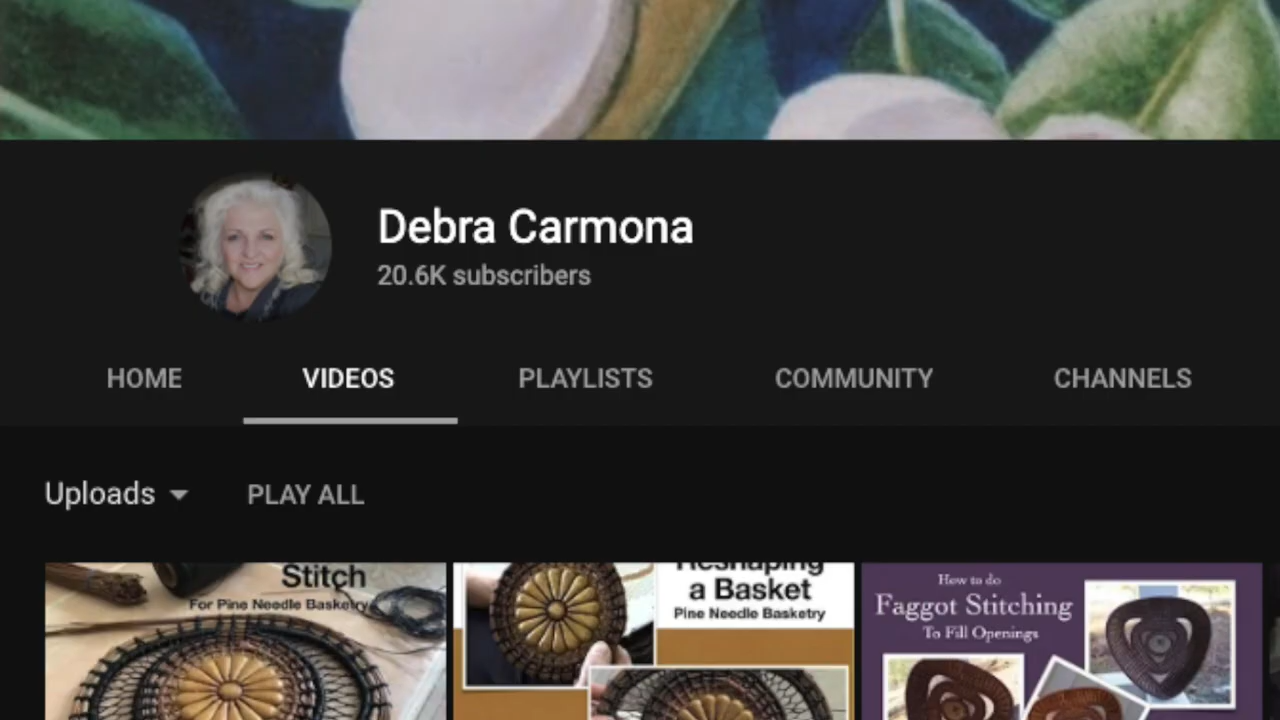 Debra Carmona
20.6K subscribers
HOME VIDEOS PLAYLISTS COMMUNITY CHANNELS
Uploads PLAY ALL
Stitch
For Pine Needle Basketry
Reshaping
a Basket
Pine Needle Basketry
How to do
Faggot Stitching
To Fill Openings